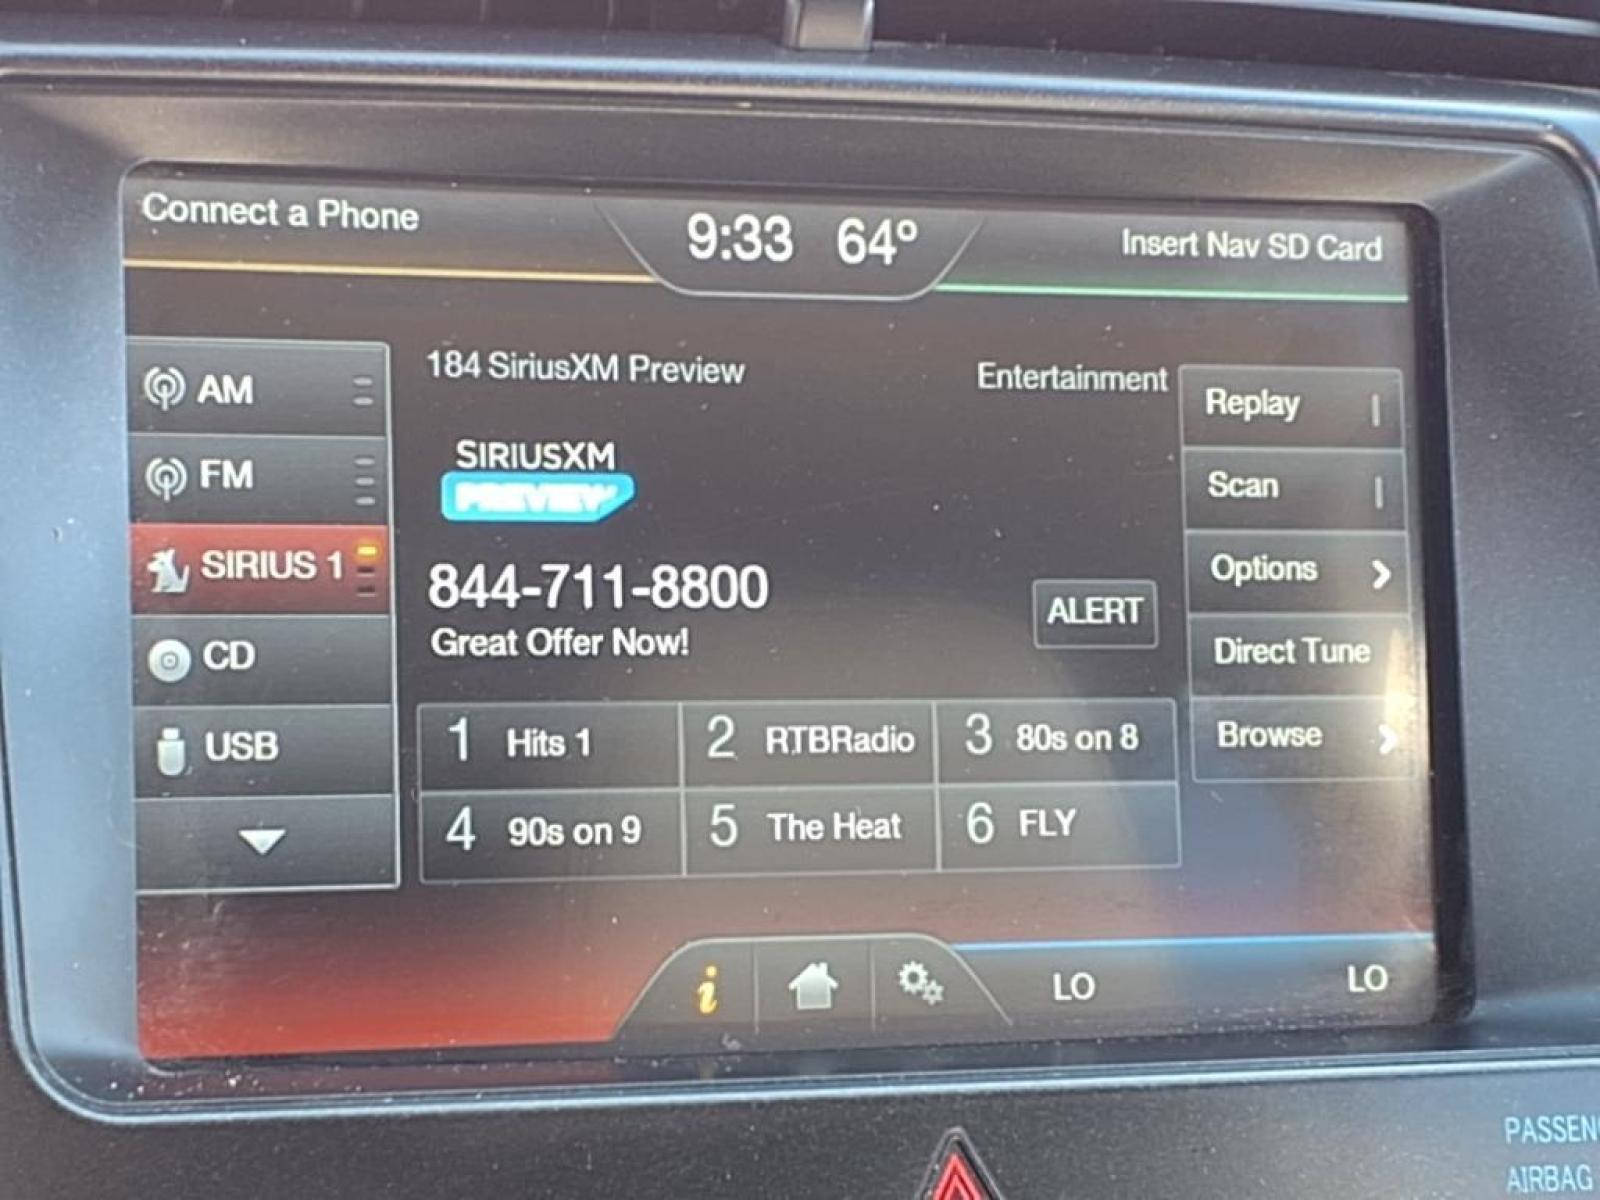 Connect a Phone
9:33 64°
Insert Nav SD Card
AM
FM
SIRIUS 1
CD
USB
184 SiriusXM Preview
Entertainment
SIRIUSXM
PREVIEW
844-711-8800
Great Offer Now!
ALERT
1 Hits 1
2 RTBRadio
3 80s on 8
4 90s on 9
5 The Heat
6 FLY
Replay
Scan
Options
Direct Tune
Browse
i
LO
LO
AIRBAG